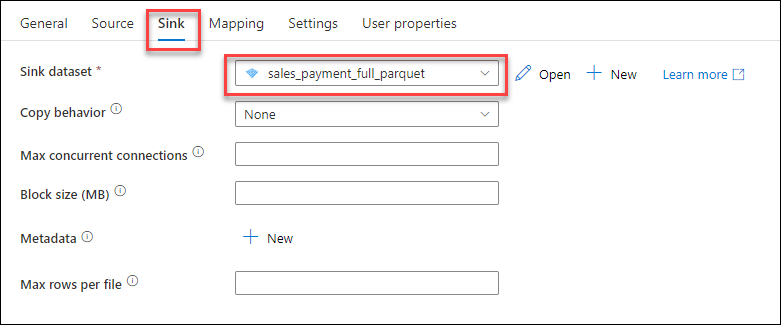 General Source Sink Mapping Settings User properties
Sink dataset * sales_payment_full_parquet Open New Learn more
Copy behavior None
Max concurrent connections
Block size (MB)
Metadata New
Max rows per file